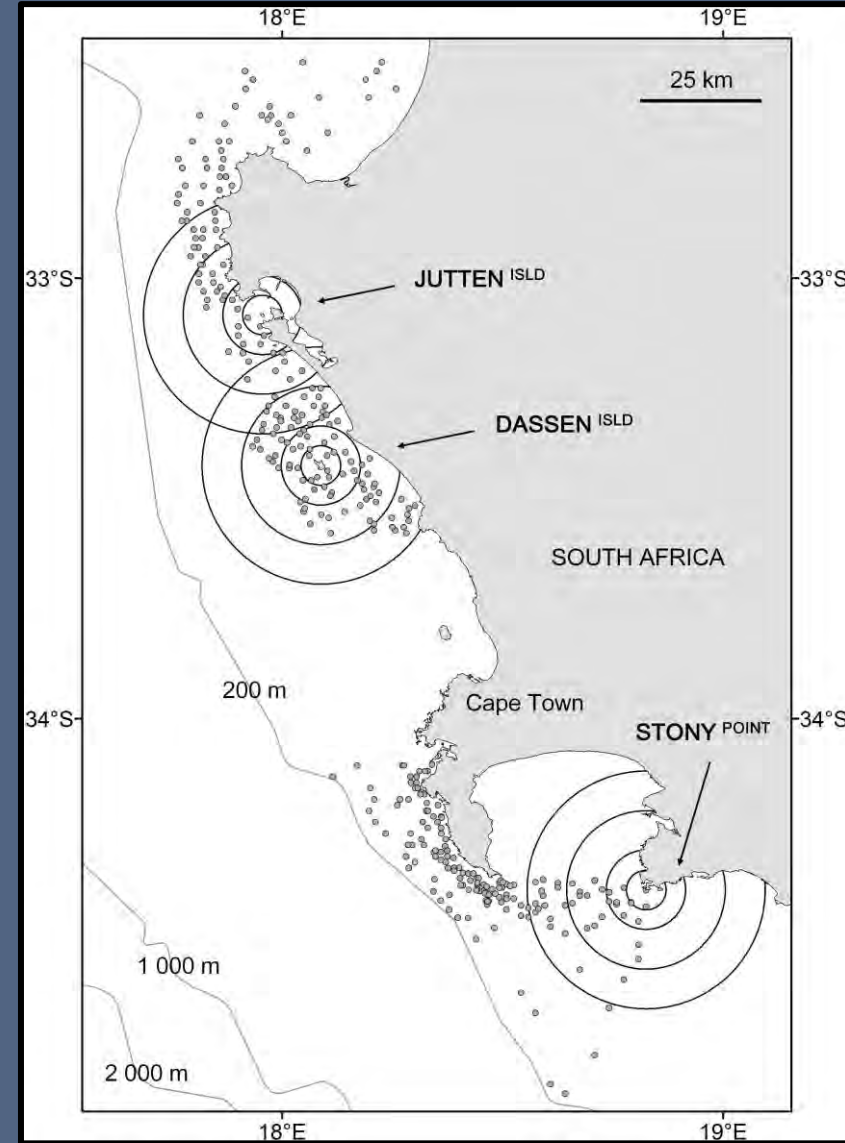 18°E 19°E
25 km
33°S 33°S
JUTTEN ISLD
DASSEN ISLD
SOUTH AFRICA
200 m
34°S 34°S
Cape Town
STONY POINT
1 000 m
2 000 m
18°E 19°E